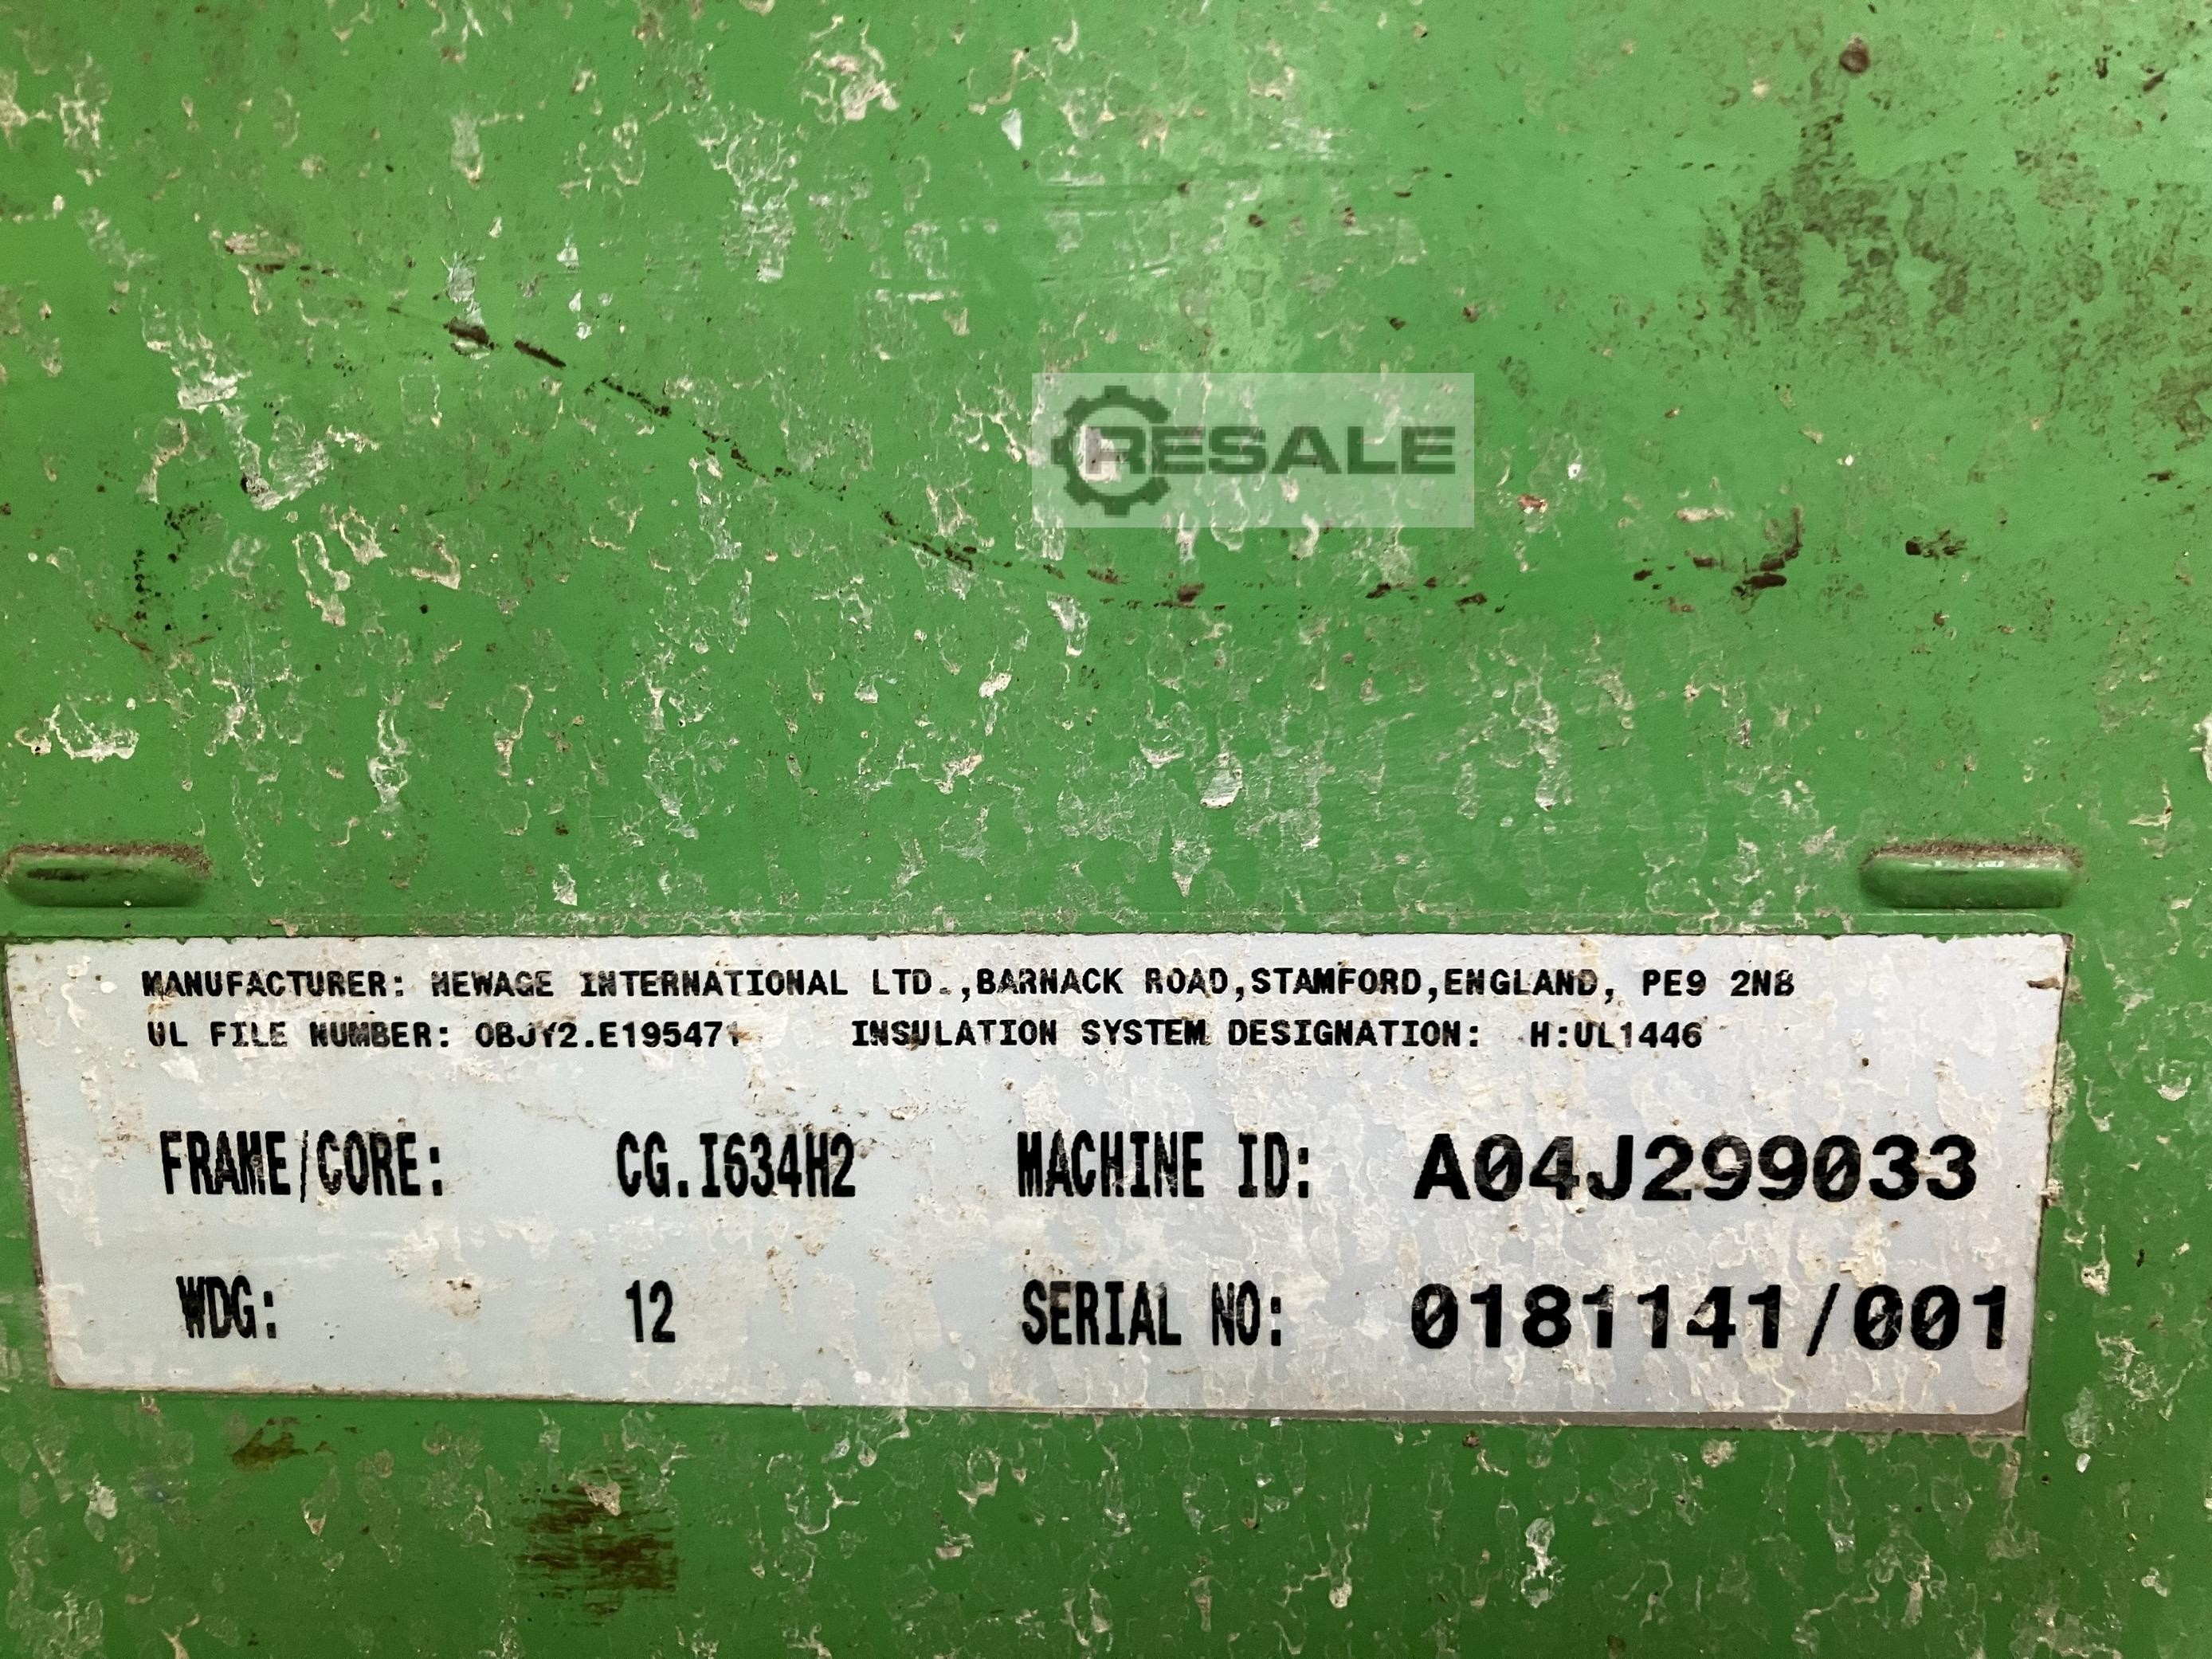 RESALE
MANUFACTURER: NEWAGE INTERNATIONAL LTD.,BARNACK ROAD,STAMFORD,ENGLAND, PE9 2NB
UL FILE NUMBER: OBJY2.E195471 INSULATION SYSTEM DESIGNATION: H:UL1446
FRAME/CORE: CG.I634H2 MACHINE ID: A04J299033
WDG: 12 SERIAL NO: 0181141/001